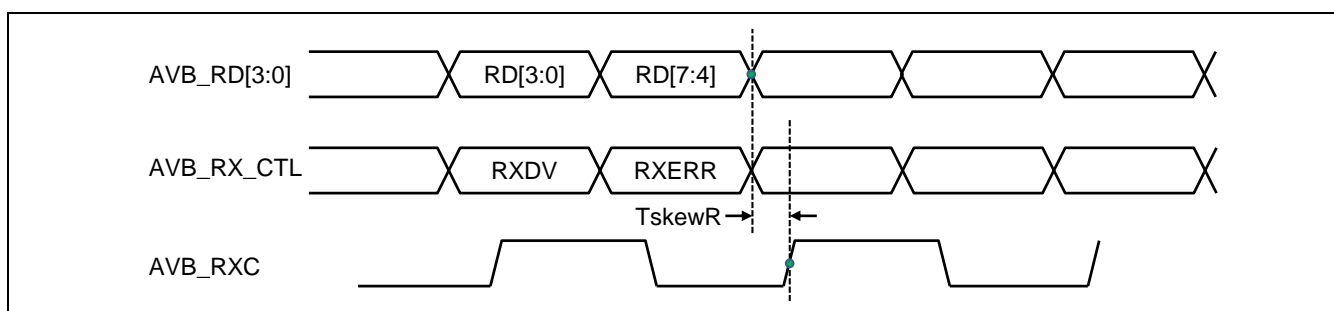 AVB_RD[3:0] RD[3:0] RD[7:4]
AVB_RX_CTL RXDV RXERR
TskewR
AVB_RXC